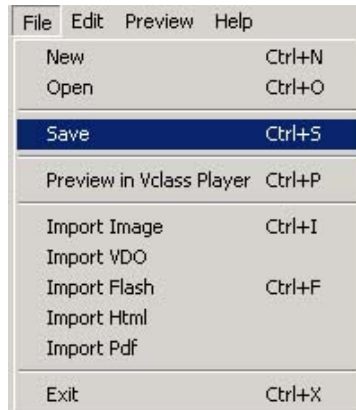 File Edit Preview Help
New Ctrl+N
Open Ctrl+O
Save Ctrl+S
Preview in Vclass Player Ctrl+P
Import Image Ctrl+I
Import VDO
Import Flash Ctrl+F
Import Html
Import Pdf
Exit Ctrl+X